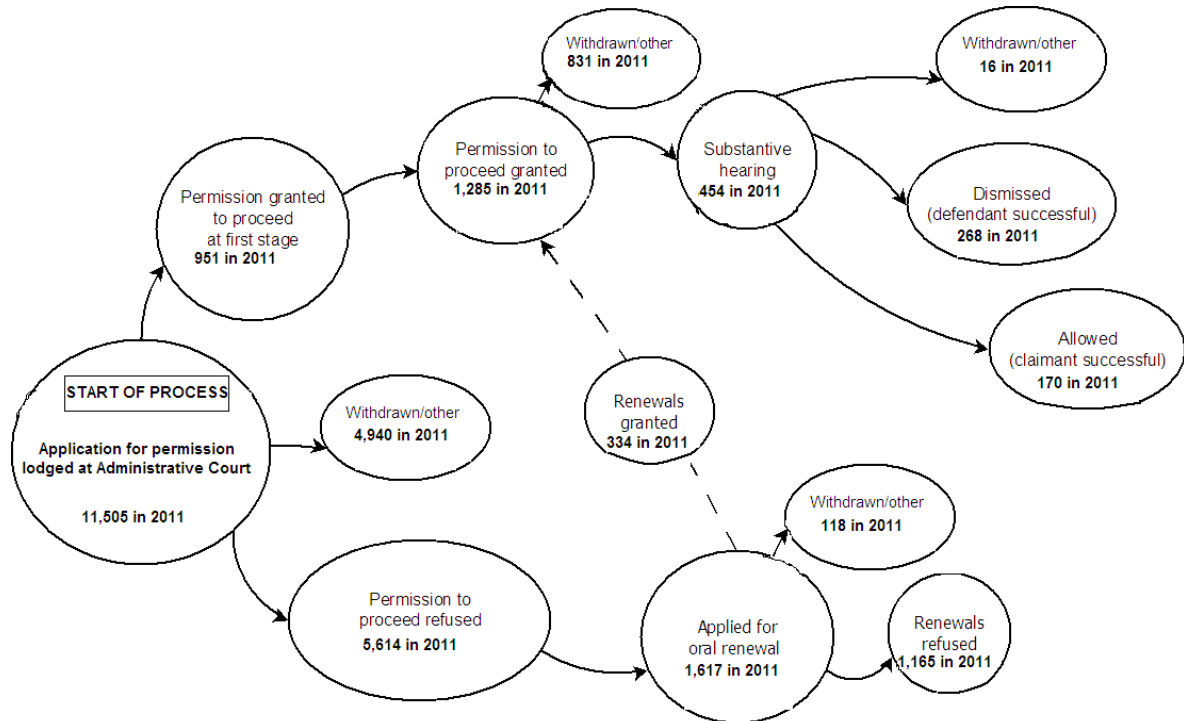 Withdrawn/other
831 in 2011
Withdrawn/other
16 in 2011
Permission to
proceed granted
1,285 in 2011
Substantive
hearing
454 in 2011
Permission granted
to proceed
at first stage
951 in 2011
Dismissed
(defendant successful)
268 in 2011
Allowed
(claimant successful)
170 in 2011
START OF PROCESS
Application for permission
lodged at Administrative Court
11,505 in 2011
Withdrawn/other
4,940 in 2011
Renewals
granted
334 in 2011
Withdrawn/other
118 in 2011
Permission to
proceed refused
5,614 in 2011
Applied for
oral renewal
1,617 in 2011
Renewals
refused
1,165 in 2011